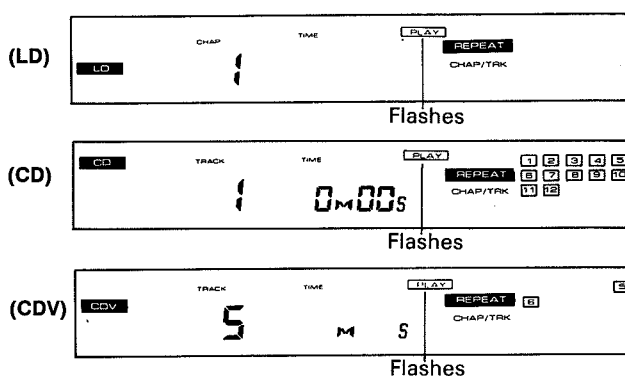 (LD)
LD
CHAP
1
TIME
PLAY
REPEAT
CHAP/TRK
Flashes
(CD)
CD
TRACK
1
TIME
0M00S
PLAY
REPEAT
CHAP/TRK
1 2 3 4 5
6 7 8 9 10
11 12
Flashes
(CDV)
CDV
TRACK
5
TIME
M S
PLAY
REPEAT
CHAP/TRK
5
6
Flashes